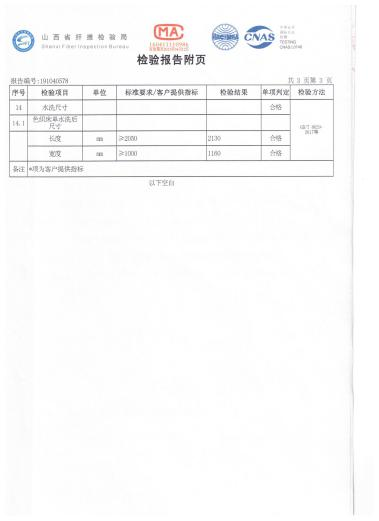 山西省纤维检验局
Shanxi Fiber Inspection Bureau
MA
CNAS
TESTING
检验报告附页
报告编号:191040578
共 3 页第 3 页
序号 检验项目 单位 标准要求/客户提供指标 检验结果 单项判定 检验方法
14 水洗尺寸 合格
14.1 色织床单水洗后尺寸
长度 mm ≥2050 2130 合格
宽度 mm ≥1000 1160 合格
备注 *项为客户提供指标
以下空白